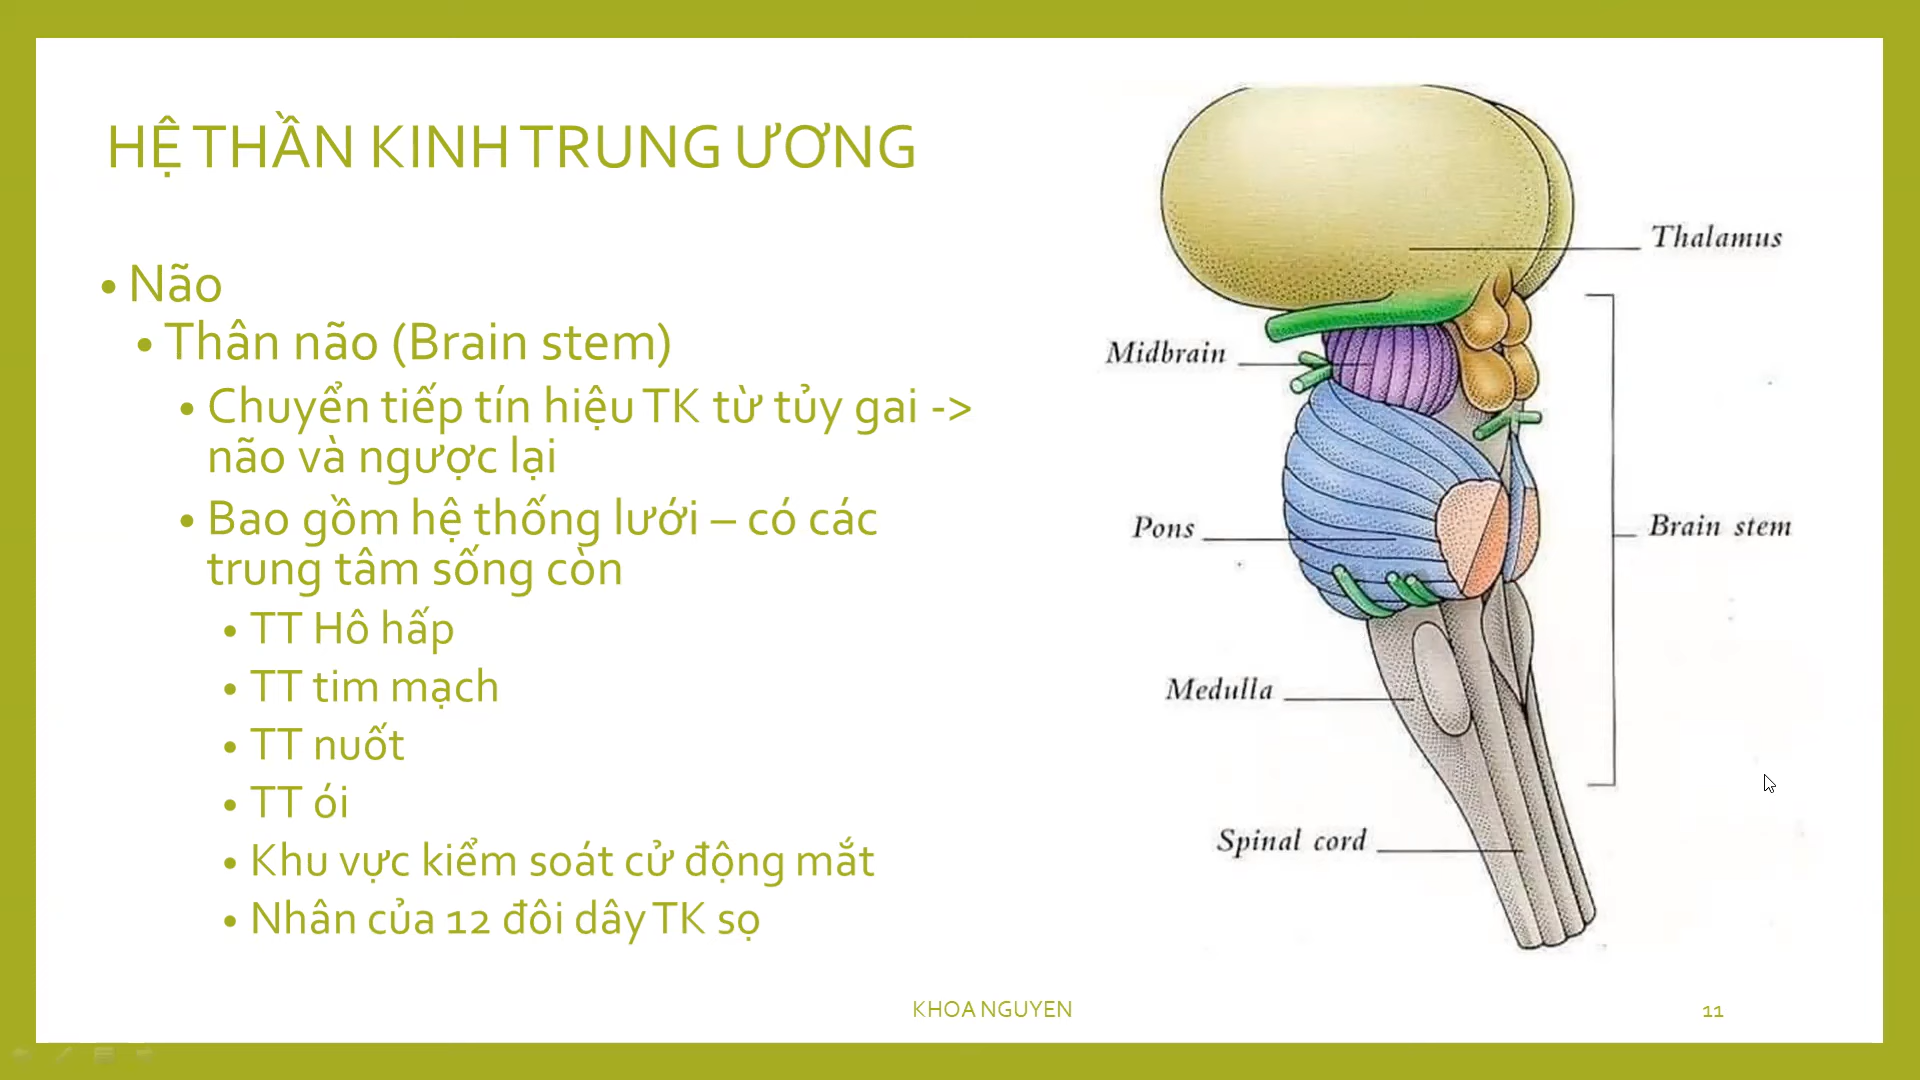 HỆ THẦN KINH TRUNG ƯƠNG
• Não
• Thân não (Brain stem)
• Chuyển tiếp tín hiệu TK từ tủy gai ->
não và ngược lại
• Bao gồm hệ thống lưới – có các
trung tâm sống còn
• TT Hô hấp
• TT tim mạch
• TT nuốt
• TT ói
• Khu vực kiểm soát cử động mắt
• Nhân của 12 đôi dây TK sọ
Thalamus
Midbrain
Pons
Brain stem
Medulla
Spinal cord
KHOA NGUYEN
11